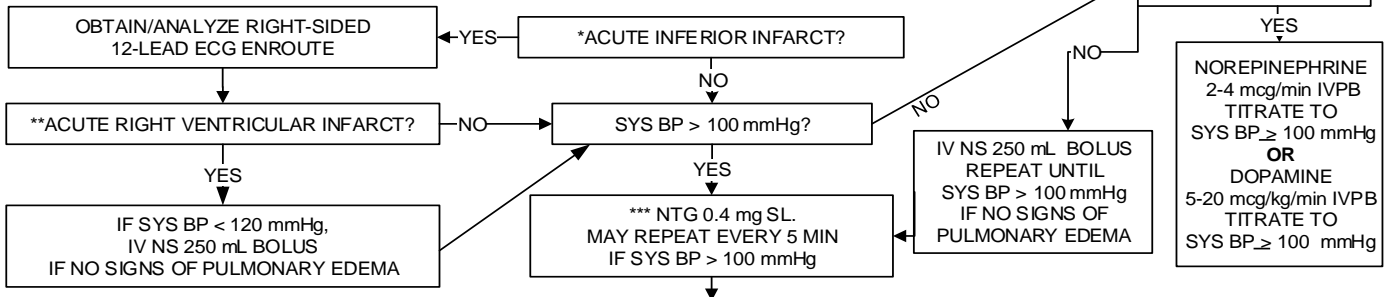 OBTAIN/ANALYZE RIGHT-SIDED
12-LEAD ECG ENROUTE
YES
*ACUTE INFERIOR INFARCT?
NO
**ACUTE RIGHT VENTRICULAR INFARCT?
NO
SYS BP > 100 mmHg?
NO
YES
IF SYS BP < 120 mmHg,
IV NS 250 mL BOLUS
IF NO SIGNS OF PULMONARY EDEMA
YES
*** NTG 0.4 mg SL.
MAY REPEAT EVERY 5 MIN
IF SYS BP > 100 mmHg
NO
IV NS 250 mL BOLUS
REPEAT UNTIL
SYS BP > 100 mmHg
IF NO SIGNS OF
PULMONARY EDEMA
YES
NOREPINEPHRINE
2-4 mcg/min IVPB
TITRATE TO
SYS BP ≥ 100 mmHg
OR
DOPAMINE
5-20 mcg/kg/min IVPB
TITRATE TO
SYS BP ≥ 100 mmHg